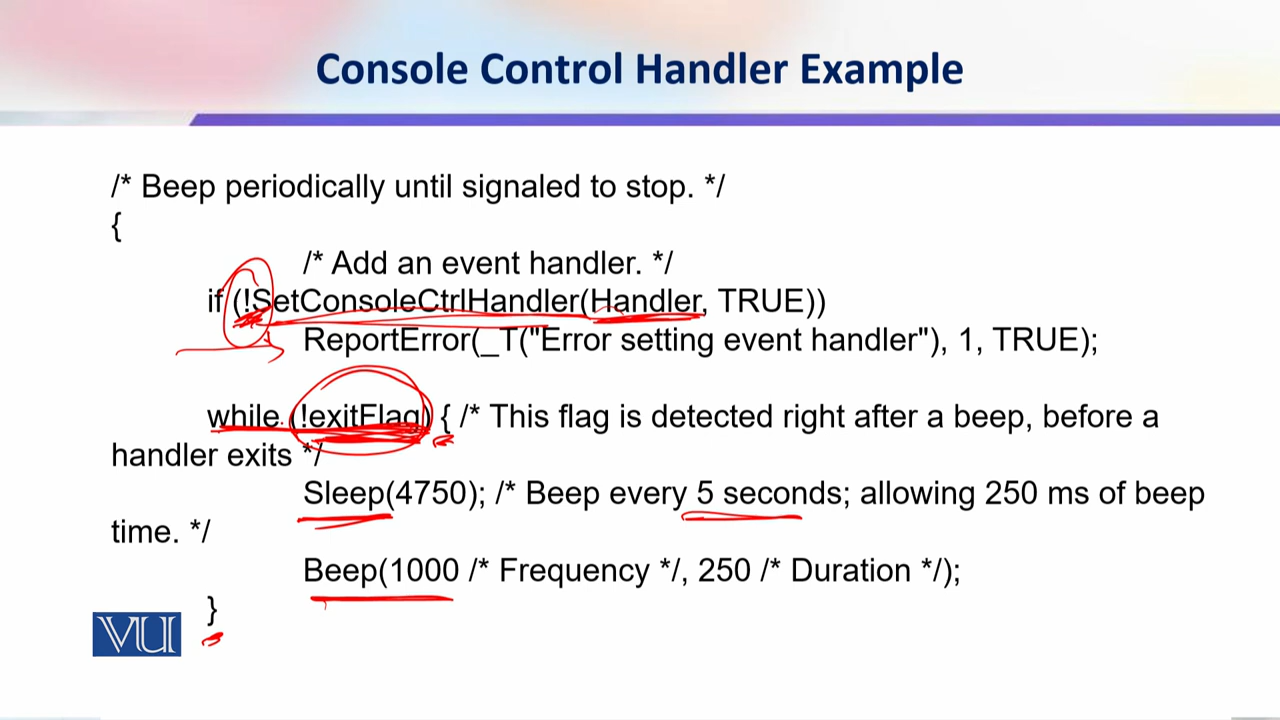 Console Control Handler Example
/* Beep periodically until signaled to stop. */
{
/* Add an event handler. */
if (!SetConsoleCtrlHandler(Handler, TRUE))
ReportError(_T("Error setting event handler"), 1, TRUE);
while (!exitFlag) { /* This flag is detected right after a beep, before a
handler exits */
Sleep(4750); /* Beep every 5 seconds; allowing 250 ms of beep
time. */
Beep(1000 /* Frequency */, 250 /* Duration */);
}
VU